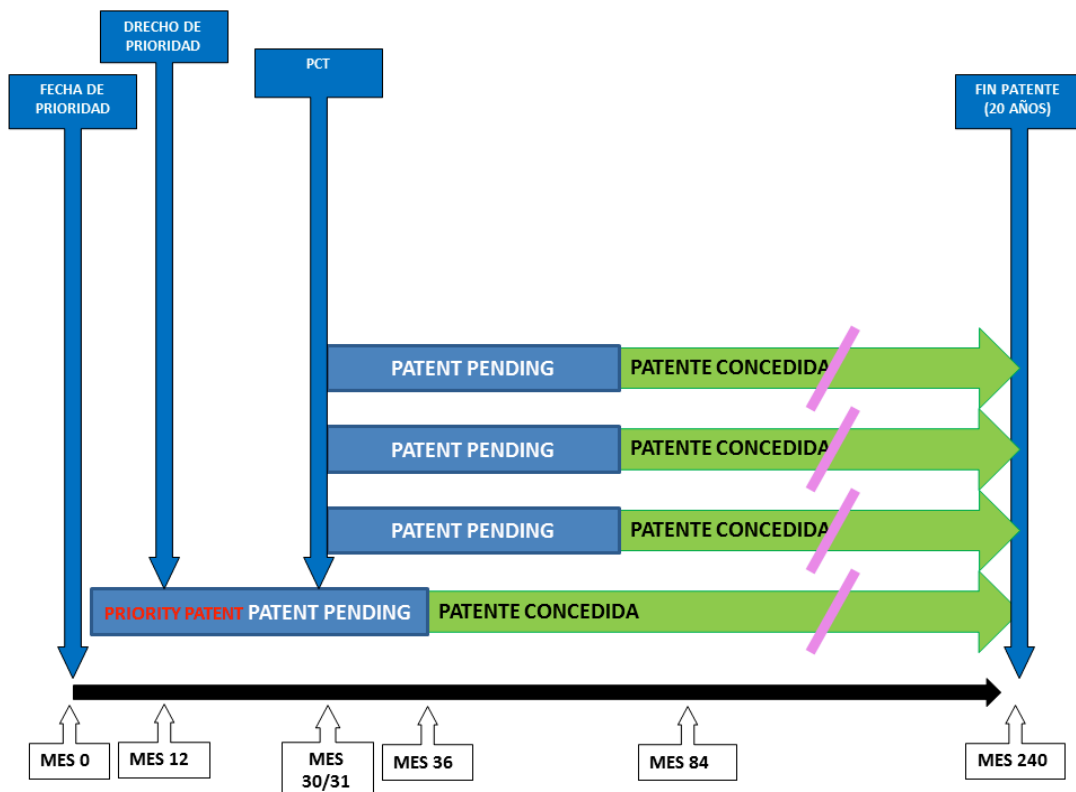 DRECHO DE
PRIORIDAD
PCT
FECHA DE
PRIORIDAD
FIN PATENTE
(20 AÑOS)
PATENT PENDING
PATENTE CONCEDIDA
PATENT PENDING
PATENTE CONCEDIDA
PATENT PENDING
PATENTE CONCEDIDA
PRIORITY PATENT PATENT PENDING
PATENTE CONCEDIDA
MES 0
MES 12
MES
30/31
MES 36
MES 84
MES 240